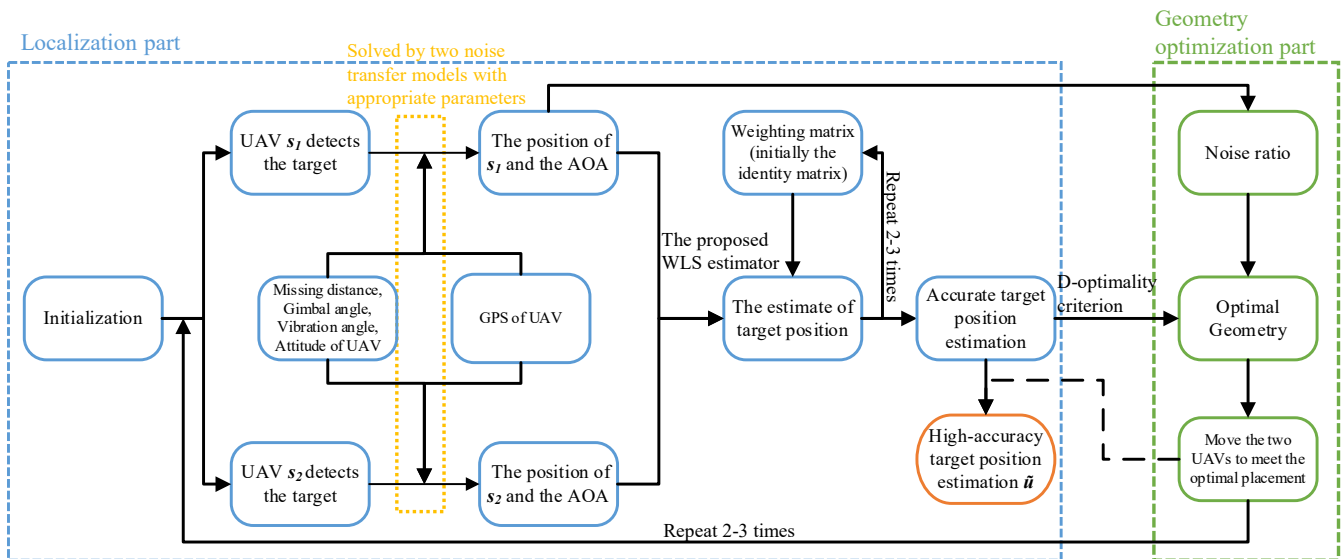 Localization part
Geometry
optimization part
Solved by two noise
transfer models with
appropriate parameters
UAV s1 detects
the target
The position of
s1 and the AOA
Weighting matrix
(initially the
identity matrix)
Noise ratio
Repeat 2-3 times
The proposed
WLS estimator
Initialization
Missing distance,
Gimbal angle,
Vibration angle,
Attitude of UAV
GPS of UAV
The estimate of
target position
Accurate target
position
estimation
D-optimality
criterion
Optimal
Geometry
UAV s2 detects
the target
The position of
s2 and the AOA
High-accuracy
target position
estimation ũ
Move the two
UAVs to meet the
optimal placement
Repeat 2-3 times